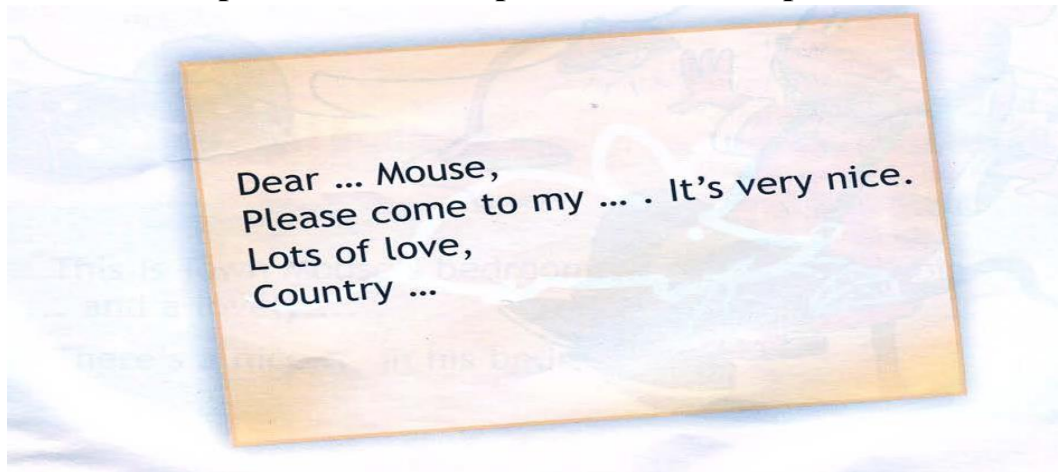 Dear ... Mouse,
Please come to my ... . It's very nice.
Lots of love,
Country ...